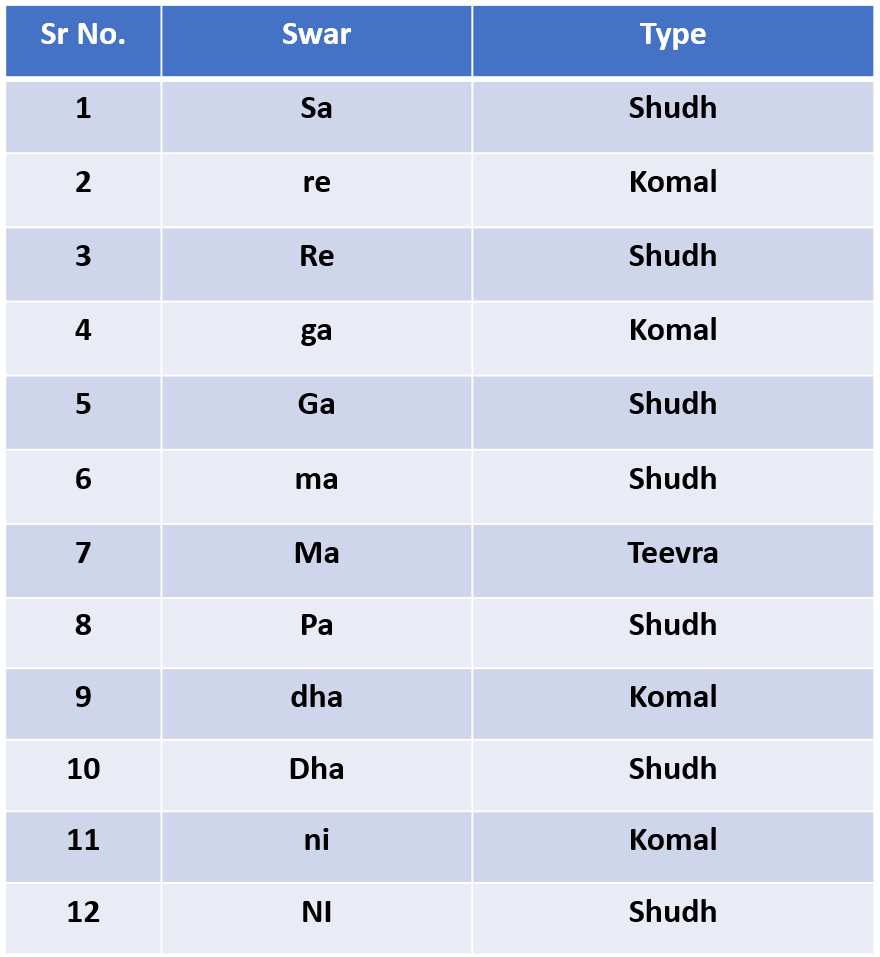 Sr No. Swar Type
1 Sa Shudh
2 re Komal
3 Re Shudh
4 ga Komal
5 Ga Shudh
6 ma Shudh
7 Ma Teevra
8 Pa Shudh
9 dha Komal
10 Dha Shudh
11 ni Komal
12 NI Shudh